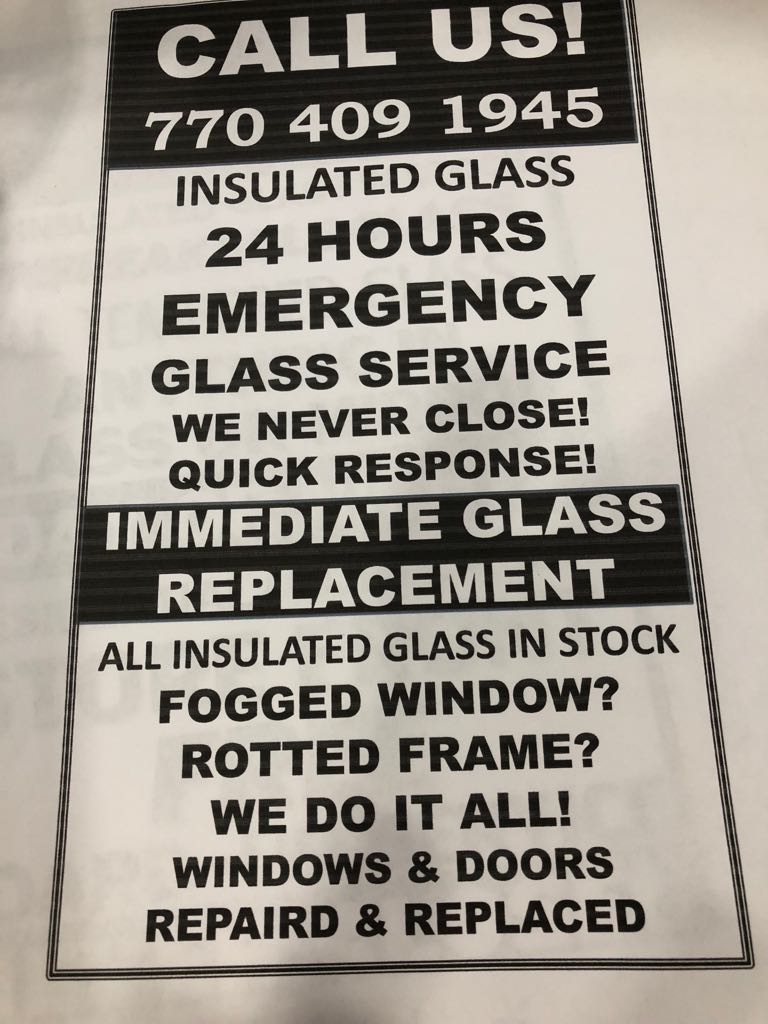 CALL US!
770 409 1945
INSULATED GLASS
24 HOURS
EMERGENCY
GLASS SERVICE
WE NEVER CLOSE!
QUICK RESPONSE!
IMMEDIATE GLASS
REPLACEMENT
ALL INSULATED GLASS IN STOCK
FOGGED WINDOW?
ROTTED FRAME?
WE DO IT ALL!
WINDOWS & DOORS
REPAIRD & REPLACED